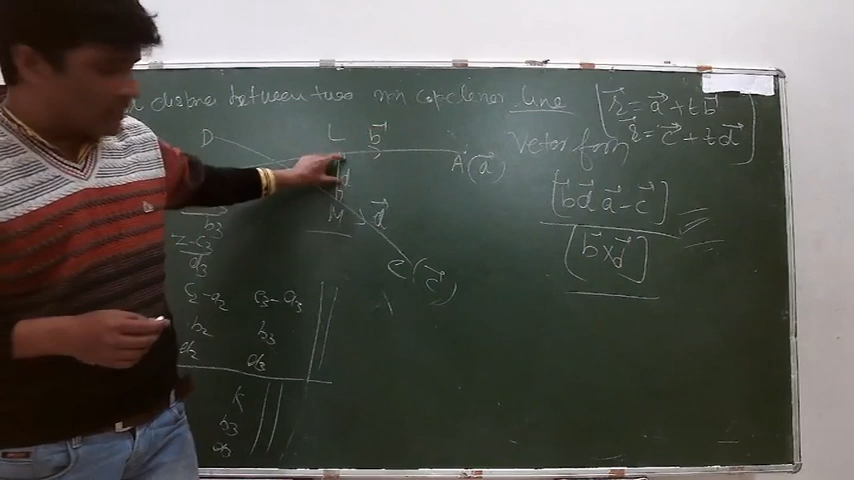 distance between two non coplaner line
r⃗ = a⃗ + t b⃗
r⃗ = c⃗ + t d⃗
Vector form
D L b⃗ A (a⃗)
M d⃗
C (c⃗)
[b⃗ d⃗ a⃗ - c⃗]
|b⃗ × d⃗|
b₃
z - c₃
d₃
c₂ - a₂ c₃ - a₃
b₂ b₃
d₂ d₃
K
b₃
d₃